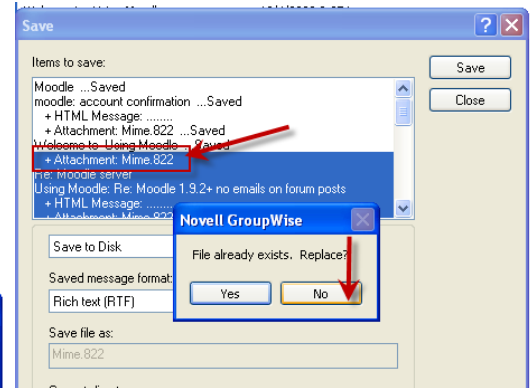 Save
Items to save:
Save
Close
Moodle ...Saved
moodle: account confirmation ...Saved
+ HTML Message: ........
+ Attachment: Mime.822 ...Saved
Welcome to Using Moodle ...Saved
+ Attachment: Mime.822
Re: Moodle server
Using Moodle: Re: Moodle 1.9.2+ no emails on forum posts
+ HTML Message: ........
+ Attachment: Mime.822
Novell GroupWise
File already exists. Replace?
Yes
No
Save to Disk
Saved message format:
Rich text (RTF)
Save file as:
Mime.822